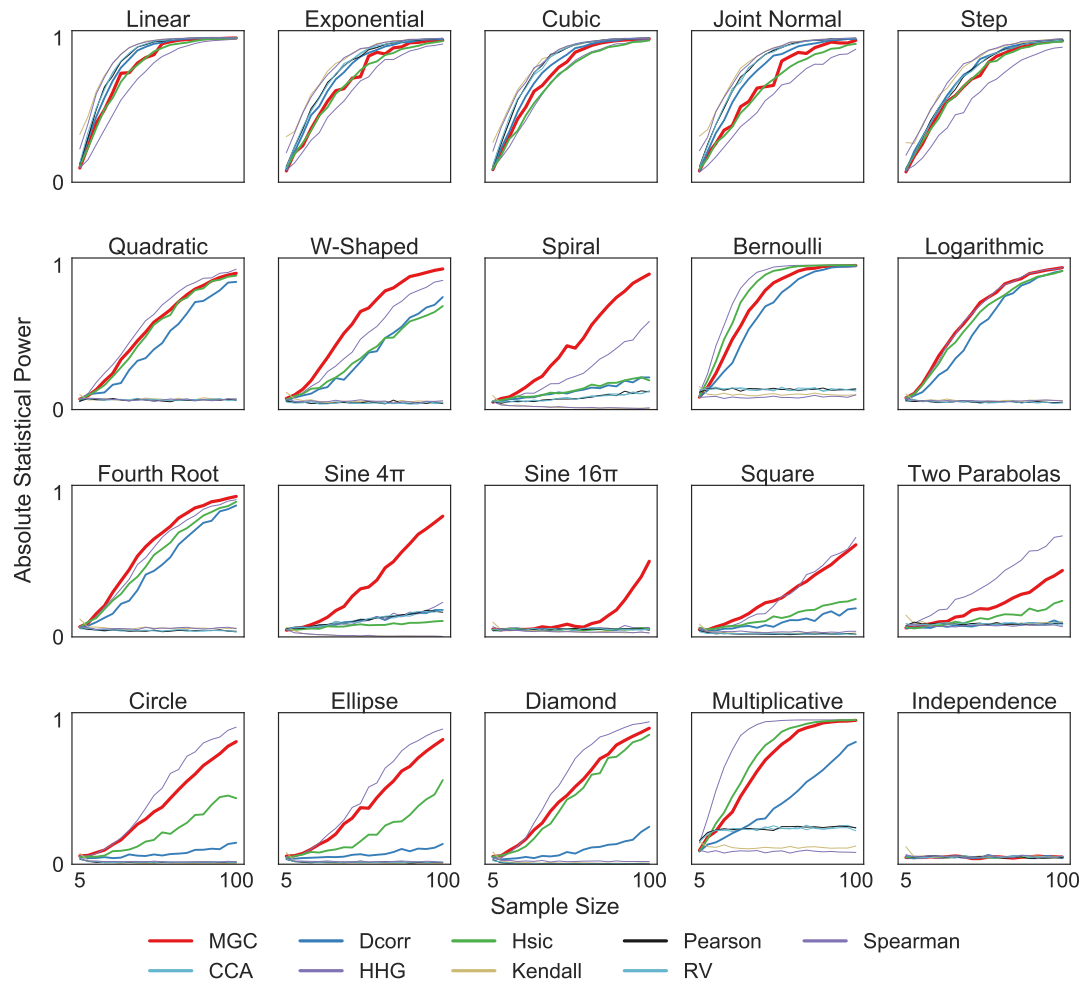 Linear Exponential Cubic Joint Normal Step
1
0
Quadratic W-Shaped Spiral Bernoulli Logarithmic
1
0
Absolute Statistical Power
Fourth Root Sine 4π Sine 16π Square Two Parabolas
1
0
Circle Ellipse Diamond Multiplicative Independence
1
0
5 100 5 100 5 100 5 100 5 100
Sample Size
MGC Dcorr Hsic Pearson Spearman
CCA HHG Kendall RV